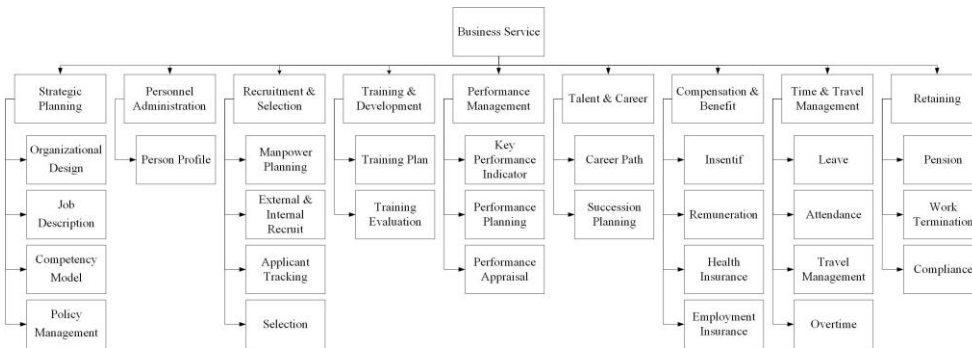 Business Service
Strategic
Planning
Personnel
Administration
Recruitment &
Selection
Training &
Development
Performance
Management
Talent & Career
Compensation &
Benefit
Time & Travel
Management
Retaining
Organizational
Design
Person Profile
Manpower
Planning
Training Plan
Key
Performance
Indicator
Career Path
Insentif
Leave
Pension
Job
Description
External &
Internal
Recruit
Training
Evaluation
Performance
Planning
Succession
Planning
Remuneration
Attendance
Work
Termination
Competency
Model
Applicant
Tracking
Performance
Appraisal
Health
Insurance
Travel
Management
Compliance
Policy
Management
Selection
Employment
Insurance
Overtime